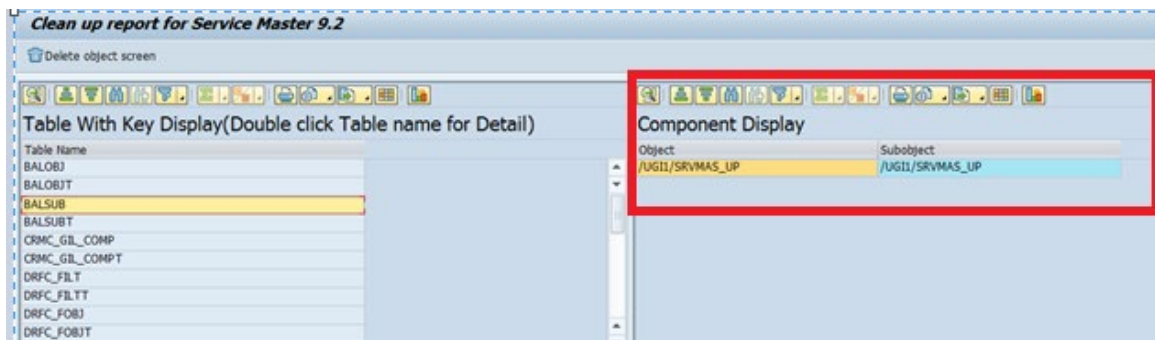 Clean up report for Service Master 9.2
Delete object screen
Table With Key Display(Double click Table name for Detail)
Table Name
BALOBJ
BALOBJT
BALSUB
BALSUBT
CRMC_GIL_COMP
CRMC_GIL_COMPT
DRFC_FILT
DRFC_FILTT
DRFC_FOBJ
DRFC_FOBJT
Component Display
Object Subobject
/UGI1/SRVMAS_UP /UGI1/SRVMAS_UP